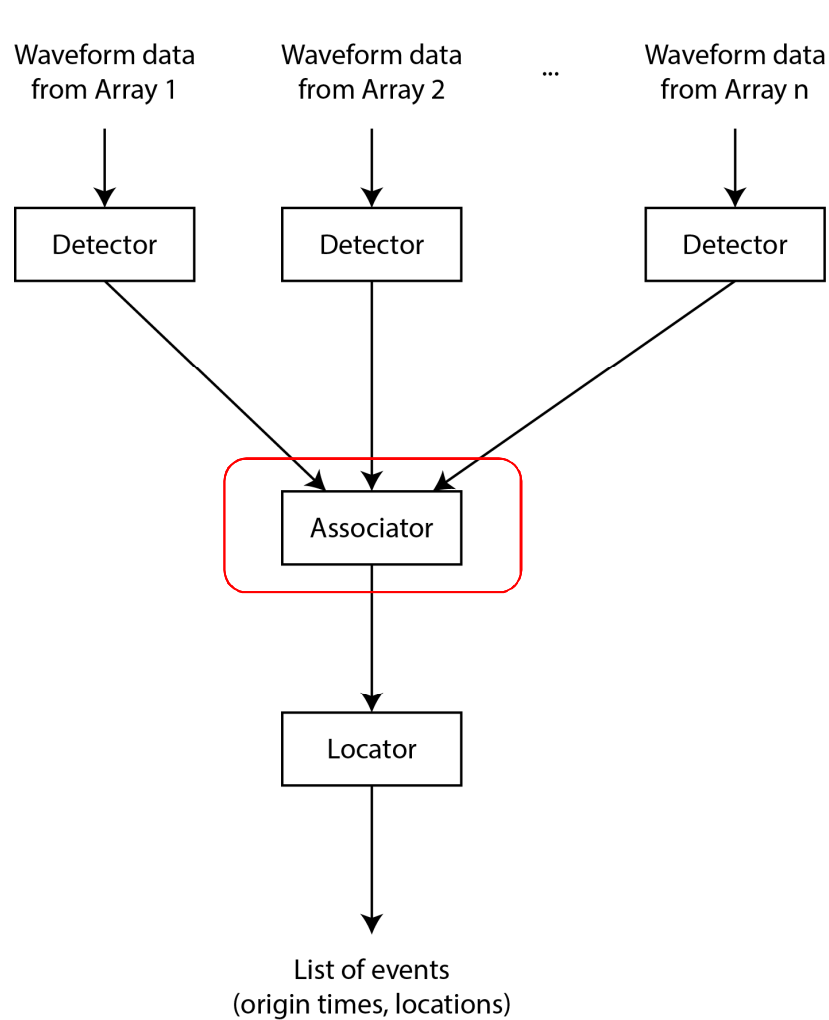 Waveform data
from Array 1
Waveform data
from Array 2
...
Waveform data
from Array n
Detector
Detector
Detector
Associator
Locator
List of events
(origin times, locations)